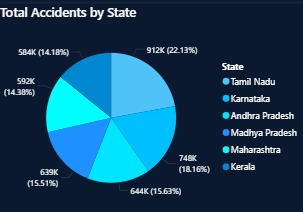 Total Accidents by State
584K (14.18%)
912K (22.13%)
592K
(14.38%)
639K
(15.51%)
644K (15.63%)
748K
(18.16%)
State
Tamil Nadu
Karnataka
Andhra Pradesh
Madhya Pradesh
Maharashtra
Kerala